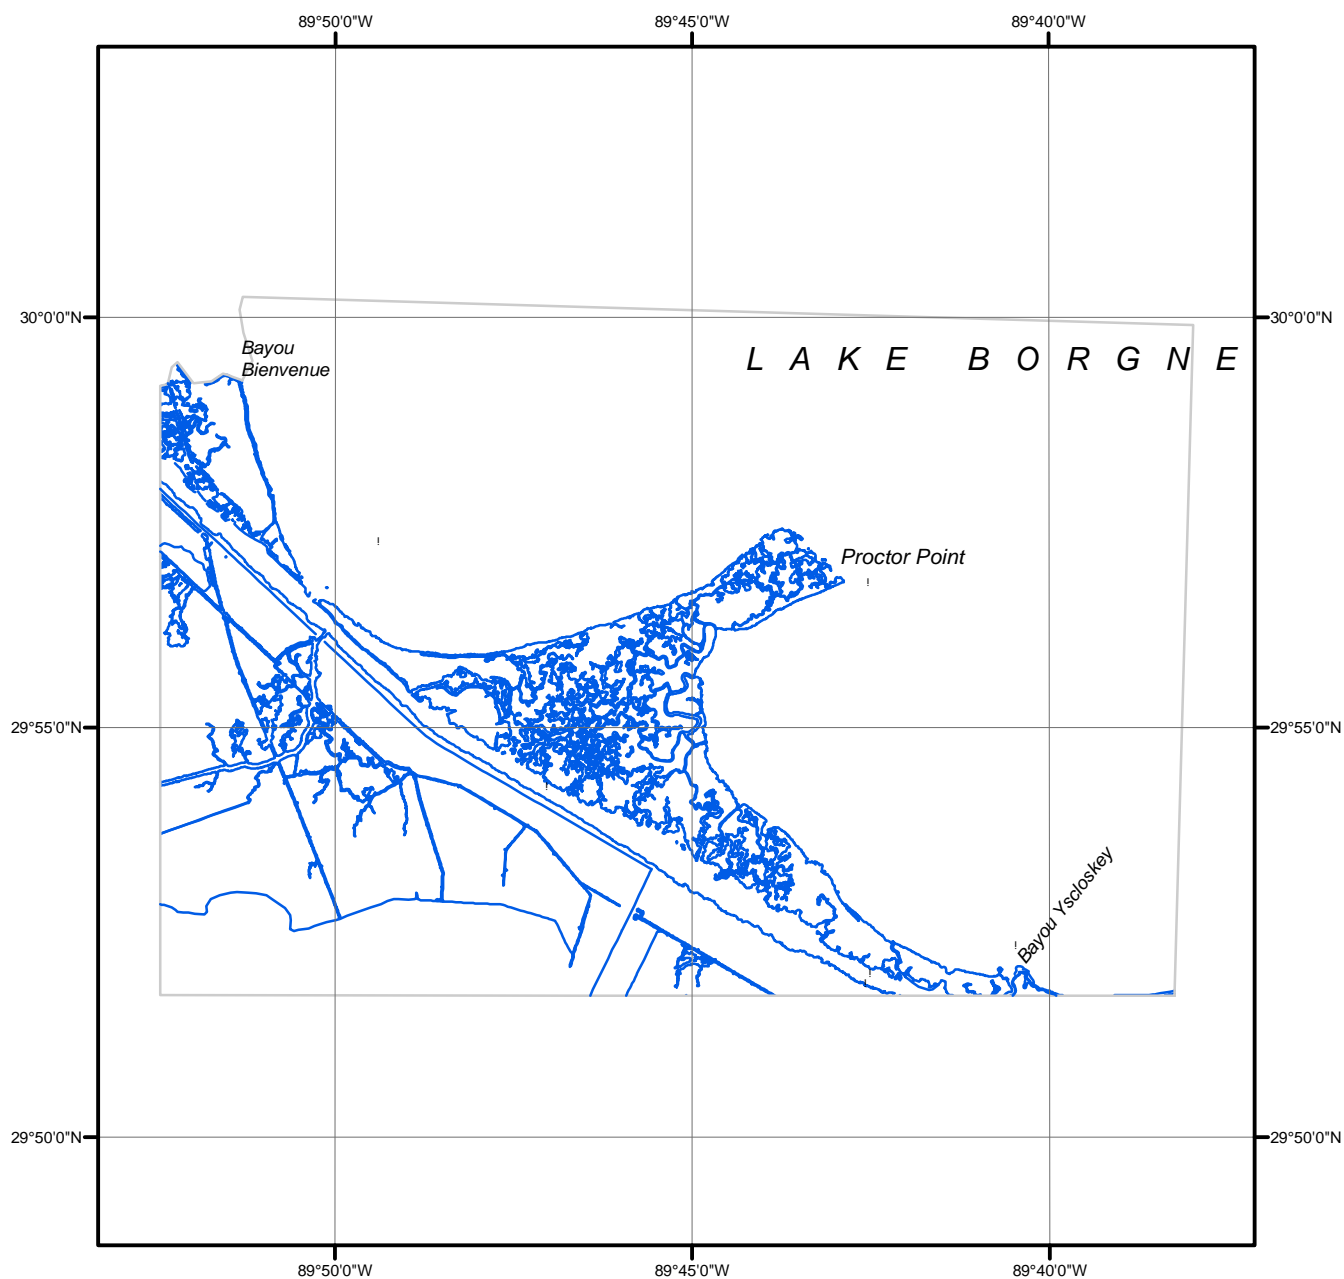 89°50'0"W 89°45'0"W 89°40'0"W
30°0'0"N 30°0'0"N
Bayou
Bienvenue
LAKE BORGNE
Proctor Point
29°55'0"N 29°55'0"N
Bayou Yscloskey
29°50'0"N 29°50'0"N
89°50'0"W 89°45'0"W 89°40'0"W